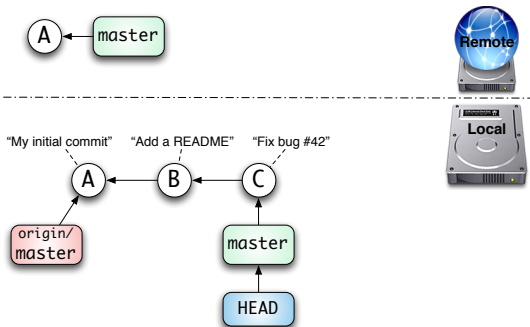 A
master
Remote
Local
“My initial commit”
“Add a README”
“Fix bug #42”
A
B
C
origin/
master
master
HEAD